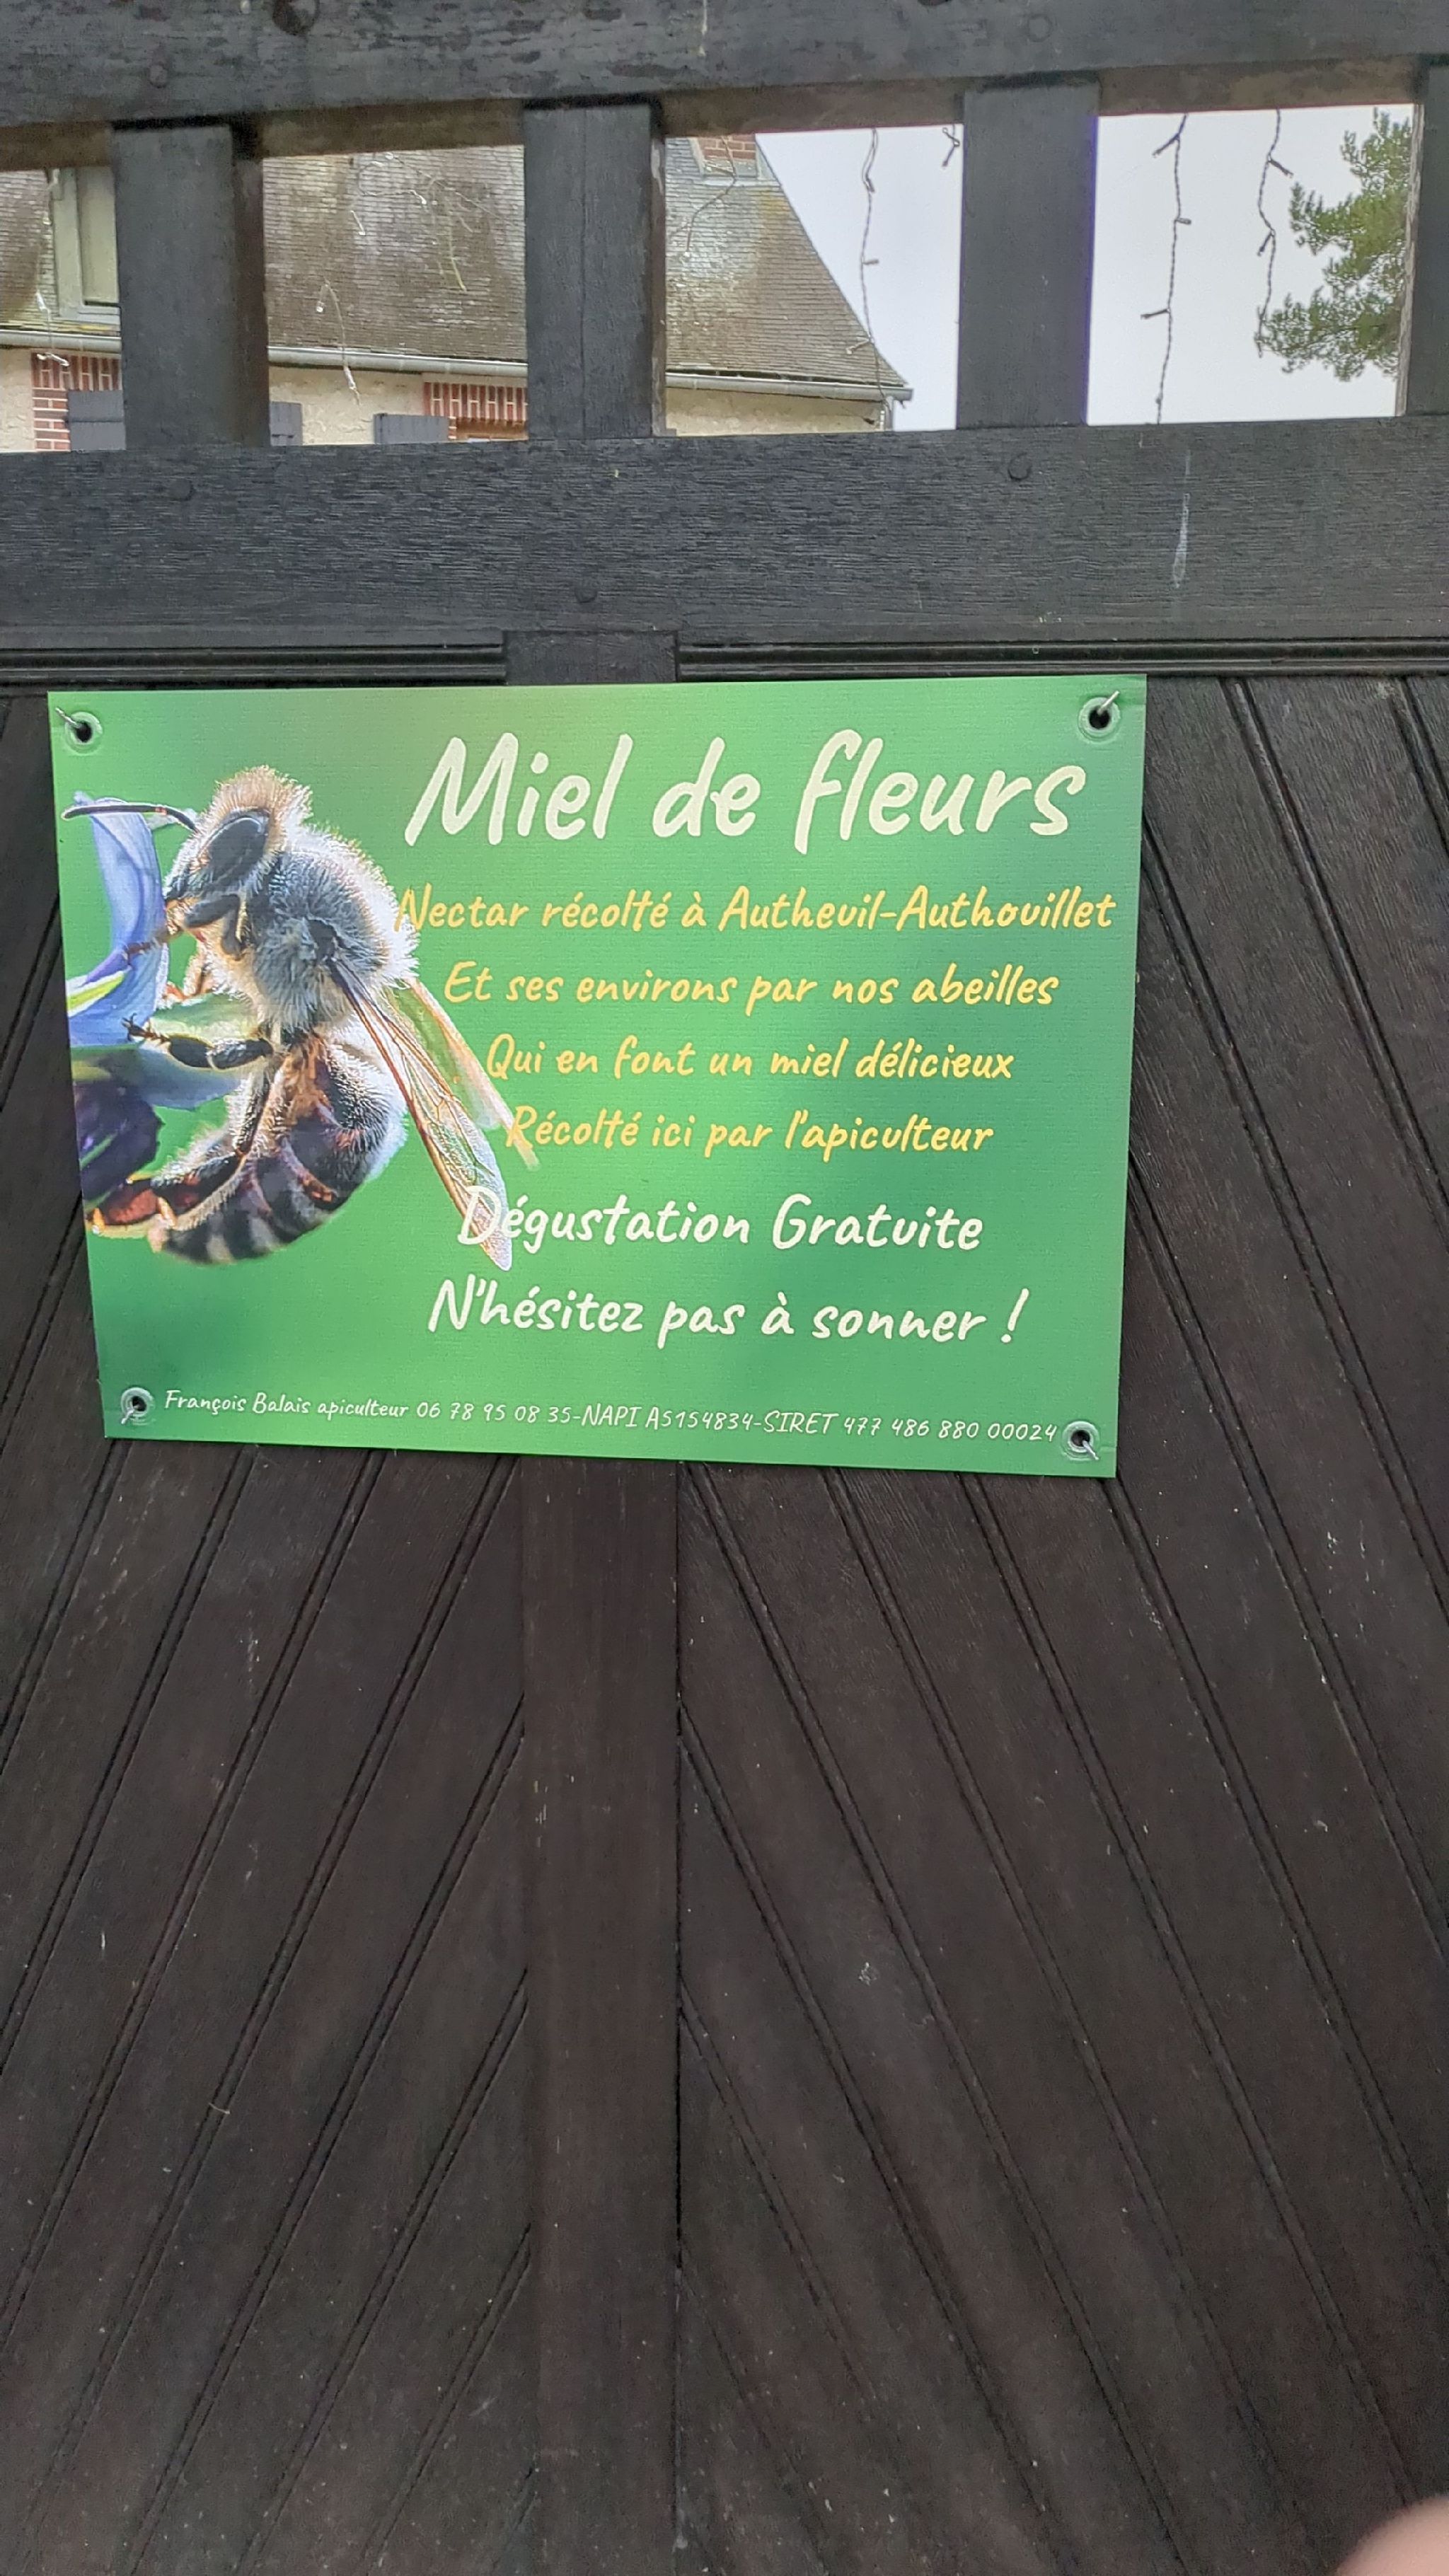 Miel de fleurs
Nectar récolté à Autheuil-Authouillet
Et ses environs par nos abeilles
Qui en font un miel délicieux
Récolté ici par l'apiculteur
Dégustation Gratuite
N'hésitez pas à sonner !
François Balais apiculteur 06 78 95 08 35-NAPI A5154834-SIRET 477 486 880 00024